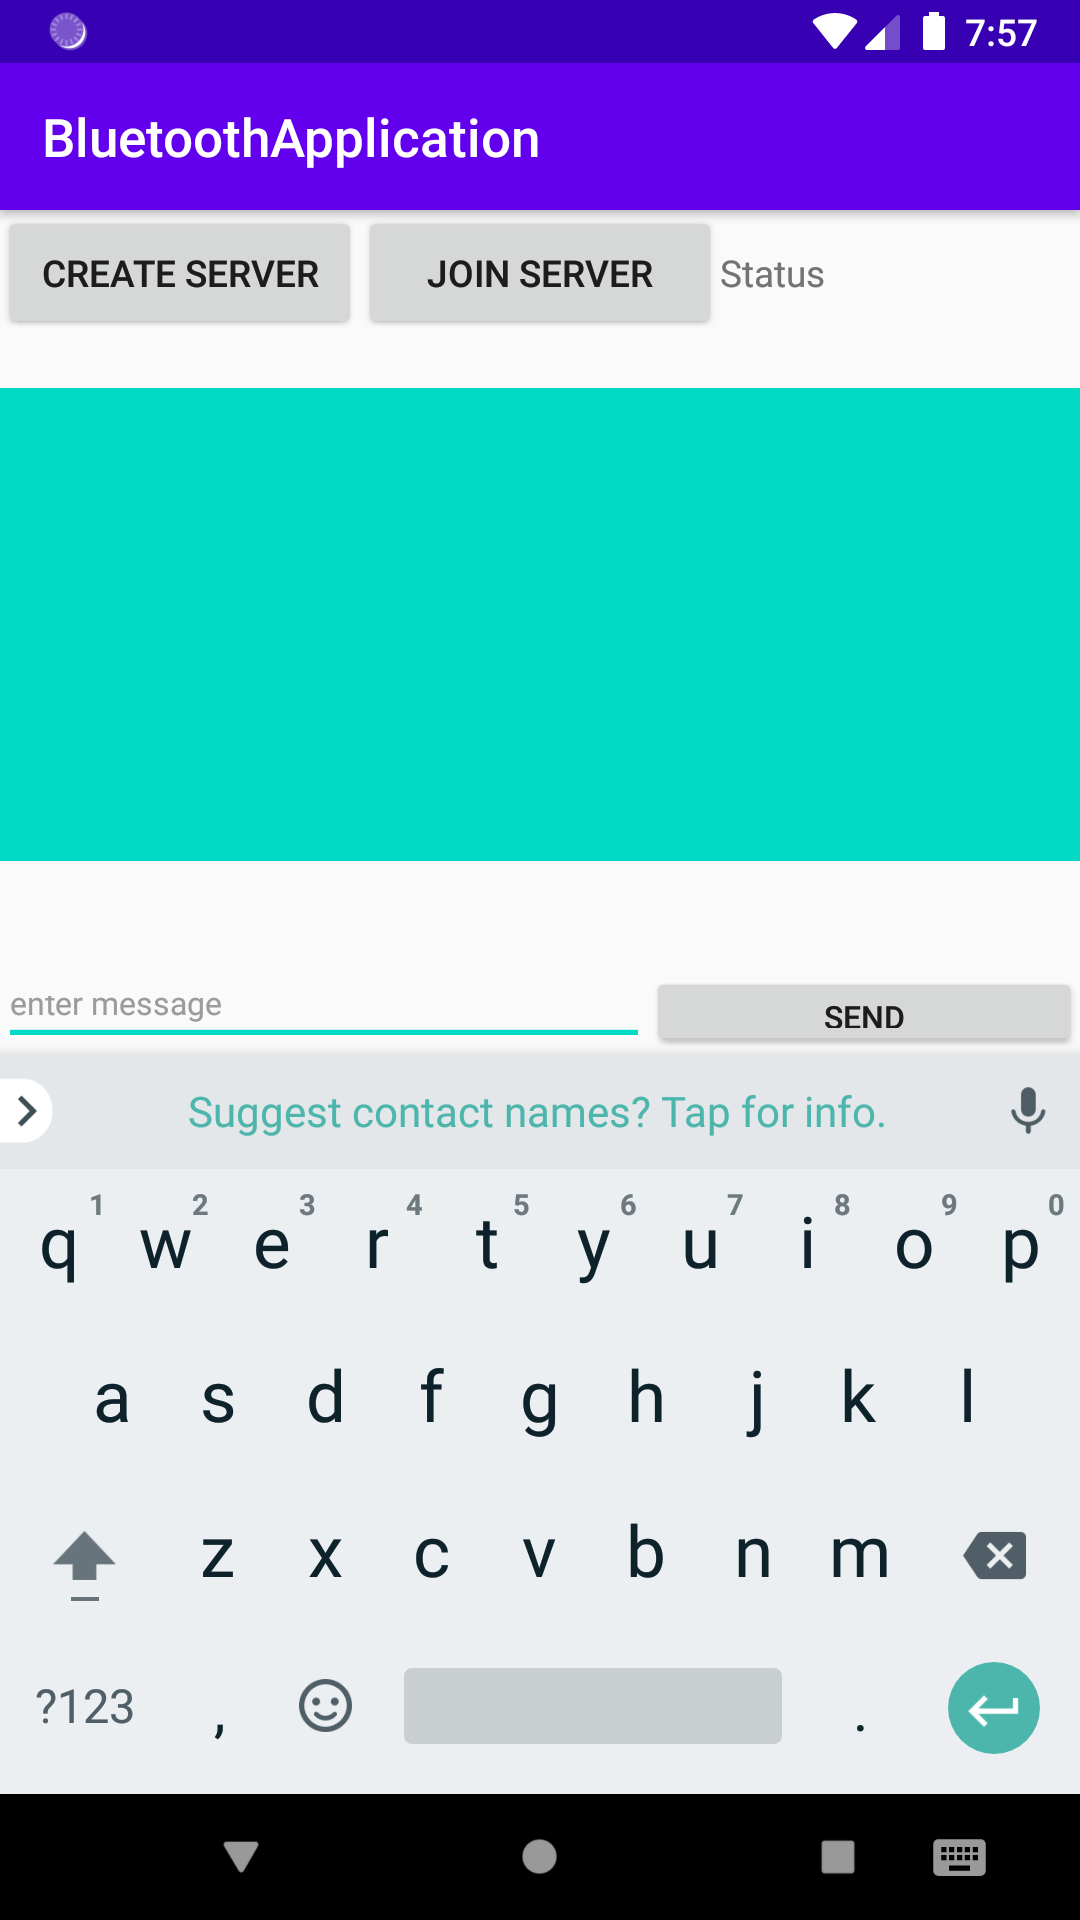 7:57
BluetoothApplication
CREATE SERVER JOIN SERVER Status
enter message SEND
Suggest contact names? Tap for info.
1 2 3 4 5 6 7 8 9 0
q w e r t y u i o p
a s d f g h j k l
z x c v b n m
?123 , .